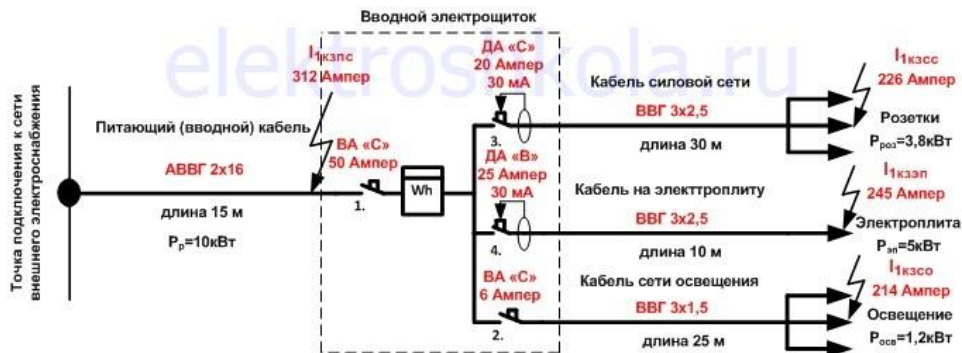 Вводной электрощиток
elektroshkola.ru
I1кзпс
312 Ампер
ДА «С»
20 Ампер
30 мА
Кабель силовой сети
I1кзсс
226 Ампер
Точка подключения к сети
внешнего электроснабжения
Питающий (вводной) кабель
ВА «С»
50 Ампер
ВВГ 3х2,5
3.
длина 30 м
Розетки
Pроз=3,8кВт
АВВГ 2х16
длина 15 м
Pр=10кВт
1.
Wh
ДА «В»
25 Ампер
30 мА
Кабель на электтроплиту
I1кзэп
245 Ампер
ВВГ 3х2,5
4.
длина 10 м
Электроплита
Pэп=5кВт
ВА «С»
6 Ампер
Кабель сети освещения
I1кзсо
214 Ампер
ВВГ 3х1,5
2.
длина 25 м
Освещение
Pосв=1,2кВт